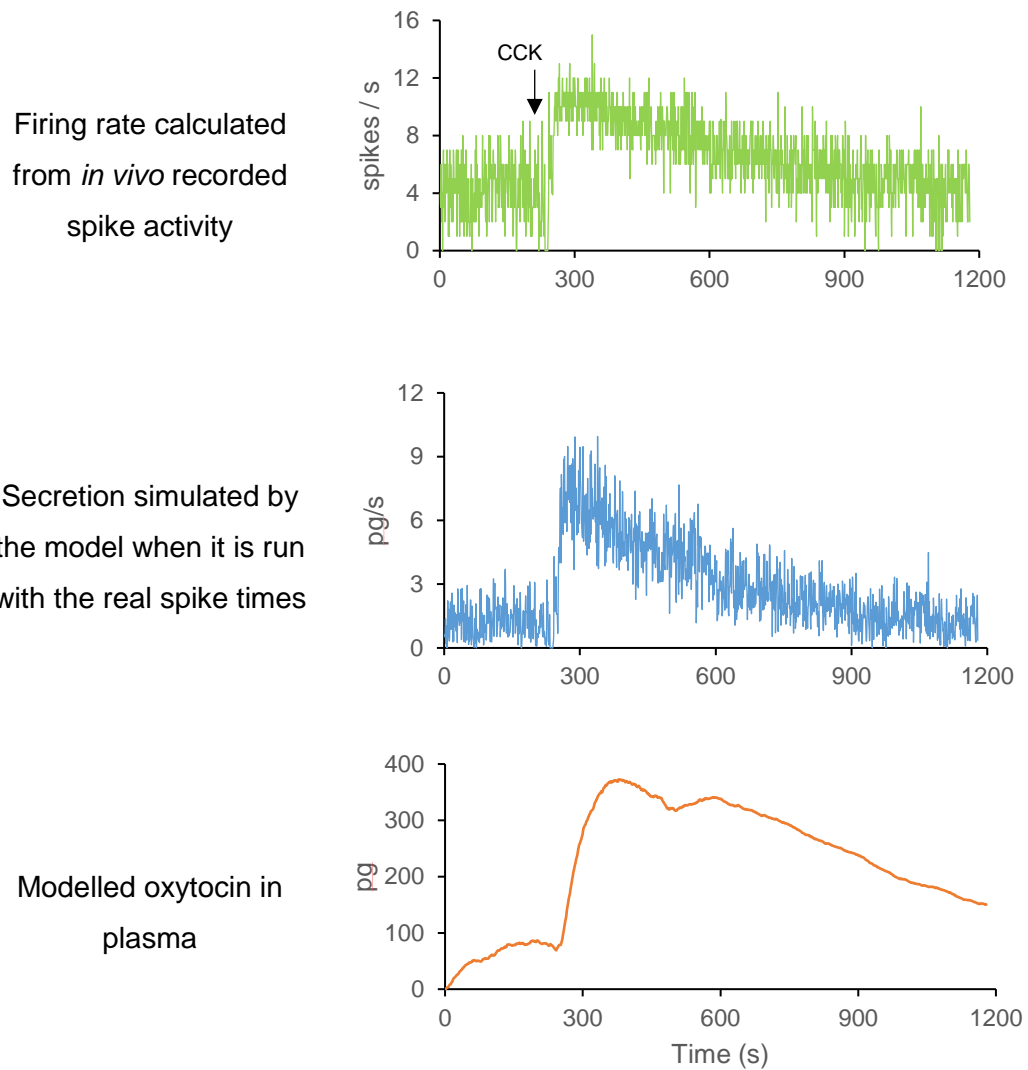 Firing rate calculated
from in vivo recorded
spike activity
spikes / s
16
12
8
4
0
CCK
0 300 600 900 1200
Secretion simulated by
the model when it is run
with the real spike times
pg/s
12
9
6
3
0
0 300 600 900 1200
Modelled oxytocin in
plasma
pg
400
300
200
100
0
0 300 600 900 1200
Time (s)